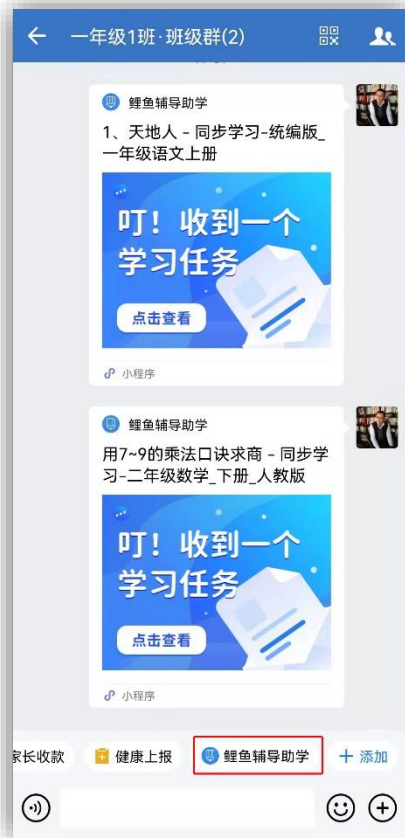 一年级1班·班级群(2)
鲤鱼辅导助学
1、天地人 – 同步学习-统编版_
一年级语文上册
叮！收到一个
学习任务
点击查看
小程序
鲤鱼辅导助学
用7~9的乘法口诀求商 – 同步学
习-二年级数学_下册_人教版
叮！收到一个
学习任务
点击查看
小程序
家长收款 健康上报 鲤鱼辅导助学 + 添加